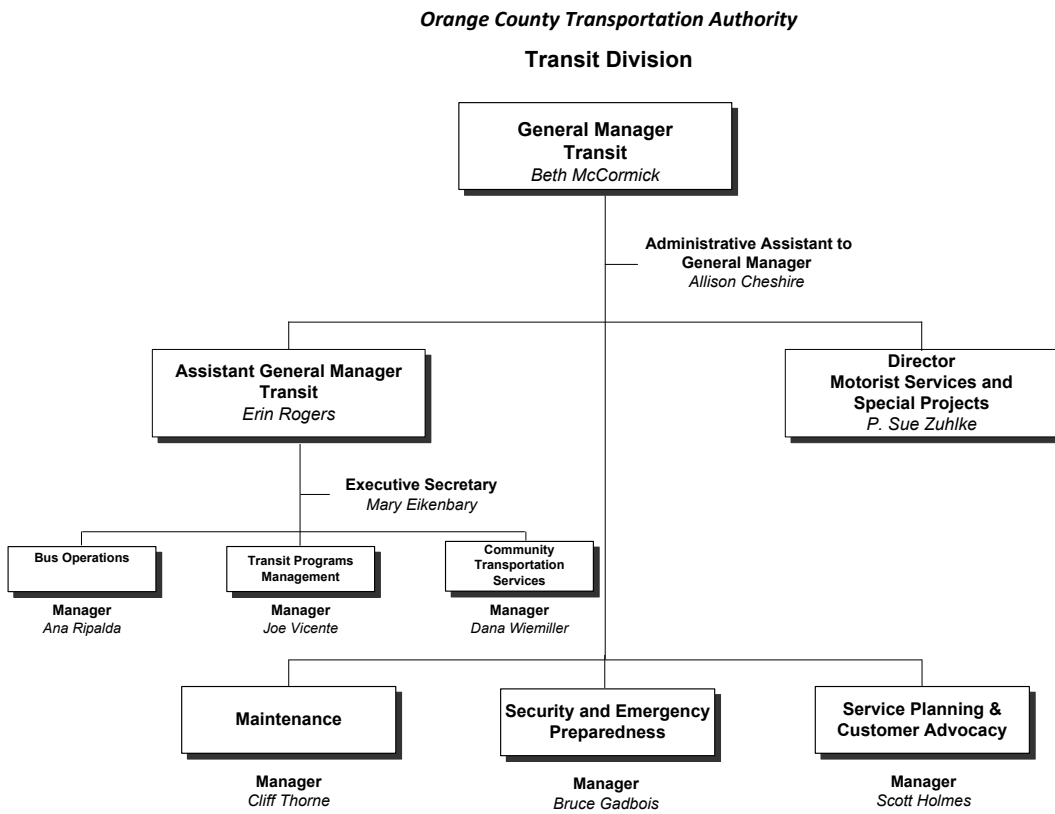 Orange County Transportation Authority
Transit Division
General Manager
Transit
Beth McCormick
Administrative Assistant to
General Manager
Allison Cheshire
Assistant General Manager
Transit
Erin Rogers
Director
Motorist Services and
Special Projects
P. Sue Zuhlke
Executive Secretary
Mary Eikenbary
Bus Operations
Manager
Ana Ripalda
Transit Programs
Management
Manager
Joe Vicente
Community
Transportation
Services
Manager
Dana Wiemiller
Maintenance
Manager
Cliff Thorne
Security and Emergency
Preparedness
Manager
Bruce Gadbois
Service Planning &
Customer Advocacy
Manager
Scott Holmes